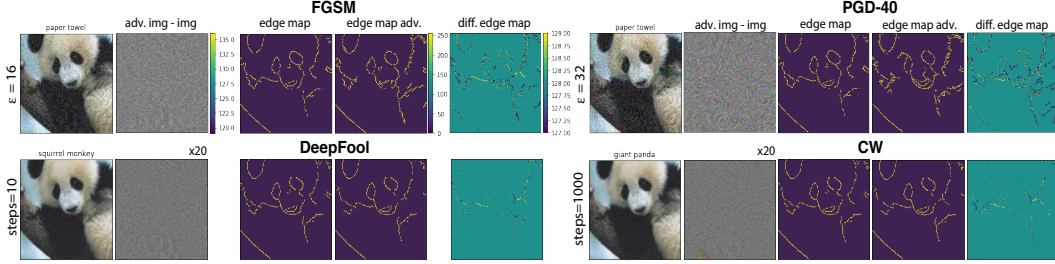 FGSM
PGD-40
paper towel
adv. img - img
edge map
edge map adv.
diff. edge map
paper towel
adv. img - img
edge map
edge map adv.
diff. edge map
ε = 16
135.0
132.5
130.0
127.5
125.0
122.5
120.0
250
200
150
100
50
0
129.00
128.75
128.50
128.25
128.00
127.75
127.50
127.25
127.00
ε = 32
DeepFool
CW
squirrel monkey
x20
giant panda
x20
steps=10
steps=1000